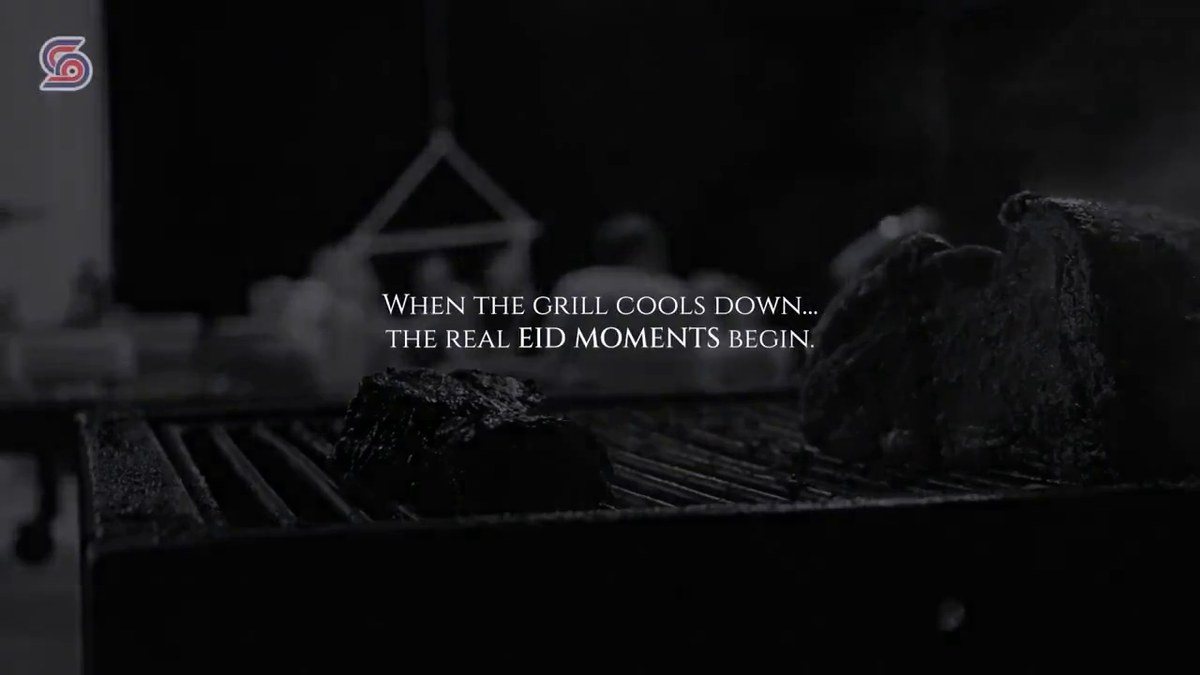 When the grill cools down...
the real EID MOMENTS begin.